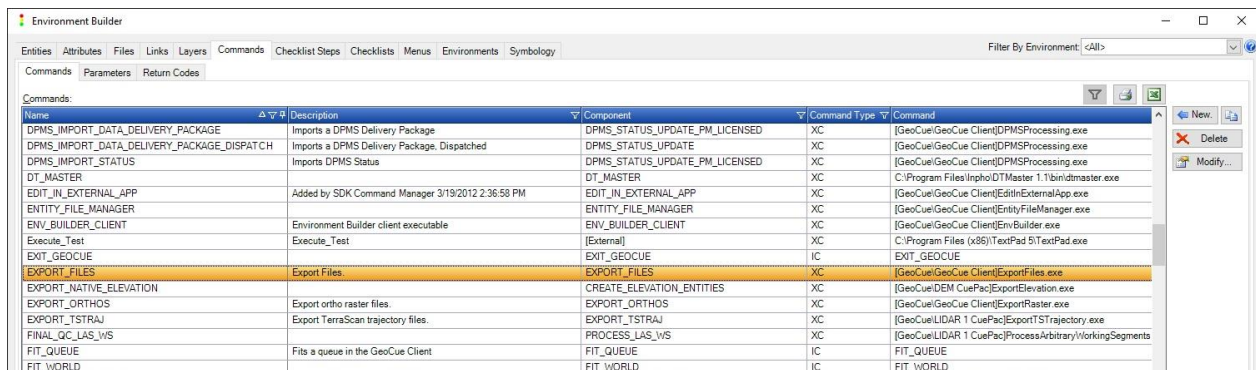 Environment Builder
Entities Attributes Files Links Layers Commands Checklist Steps Checklists Menus Environments Symbology Filter By Environment: <All>
Commands Parameters Return Codes
Commands:
Name Description Component Command Type Command
DPMS_IMPORT_DATA_DELIVERY_PACKAGE Imports a DPMS Delivery Package DPMS_STATUS_UPDATE_PM_LICENSED XC [GeoCue\GeoCue Client]DPMSProcessing.exe
New.
DPMS_IMPORT_DATA_DELIVERY_PACKAGE_DISPATCH Imports a DPMS Delivery Package, Dispatched DPMS_STATUS_UPDATE XC [GeoCue\GeoCue Client]DPMSProcessing.exe
Delete
DPMS_IMPORT_STATUS Imports DPMS Status DPMS_STATUS_UPDATE_PM_LICENSED XC [GeoCue\GeoCue Client]DPMSProcessing.exe
DT_MASTER DT_MASTER XC C:\Program Files\Inpho\DTMaster 1.1\bin\dtmaster.exe
Modify...
EDIT_IN_EXTERNAL_APP Added by SDK Command Manager 3/19/2012 2:36:58 PM EDIT_IN_EXTERNAL_APP XC [GeoCue\GeoCue Client]EditInExternalApp.exe
ENTITY_FILE_MANAGER ENTITY_FILE_MANAGER XC [GeoCue\GeoCue Client]EntityFileManager.exe
ENV_BUILDER_CLIENT Environment Builder client executable ENV_BUILDER_CLIENT XC [GeoCue\GeoCue Client]EnvBuilder.exe
Execute_Test Execute_Test [External] XC C:\Program Files (x86)\TextPad 5\TextPad.exe
EXIT_GEOCUE EXIT_GEOCUE IC EXIT_GEOCUE
EXPORT_FILES Export Files. EXPORT_FILES XC [GeoCue\GeoCue Client]ExportFiles.exe
EXPORT_NATIVE_ELEVATION CREATE_ELEVATION_ENTITIES XC [GeoCue\DEM CuePac]ExportElevation.exe
EXPORT_ORTHOS Export ortho raster files. EXPORT_ORTHOS XC [GeoCue\GeoCue Client]ExportRaster.exe
EXPORT_TSTRAJ Export TerraScan trajectory files. EXPORT_TSTRAJ XC [GeoCue\LIDAR 1 CuePac]ExportTSTrajectory.exe
FINAL_QC_LAS_WS PROCESS_LAS_WS XC [GeoCue\LIDAR 1 CuePac]ProcessArbitraryWorkingSegments
FIT_QUEUE Fits a queue in the GeoCue Client FIT_QUEUE IC FIT_QUEUE
FIT_WORLD FIT_WORLD IC FIT_WORLD